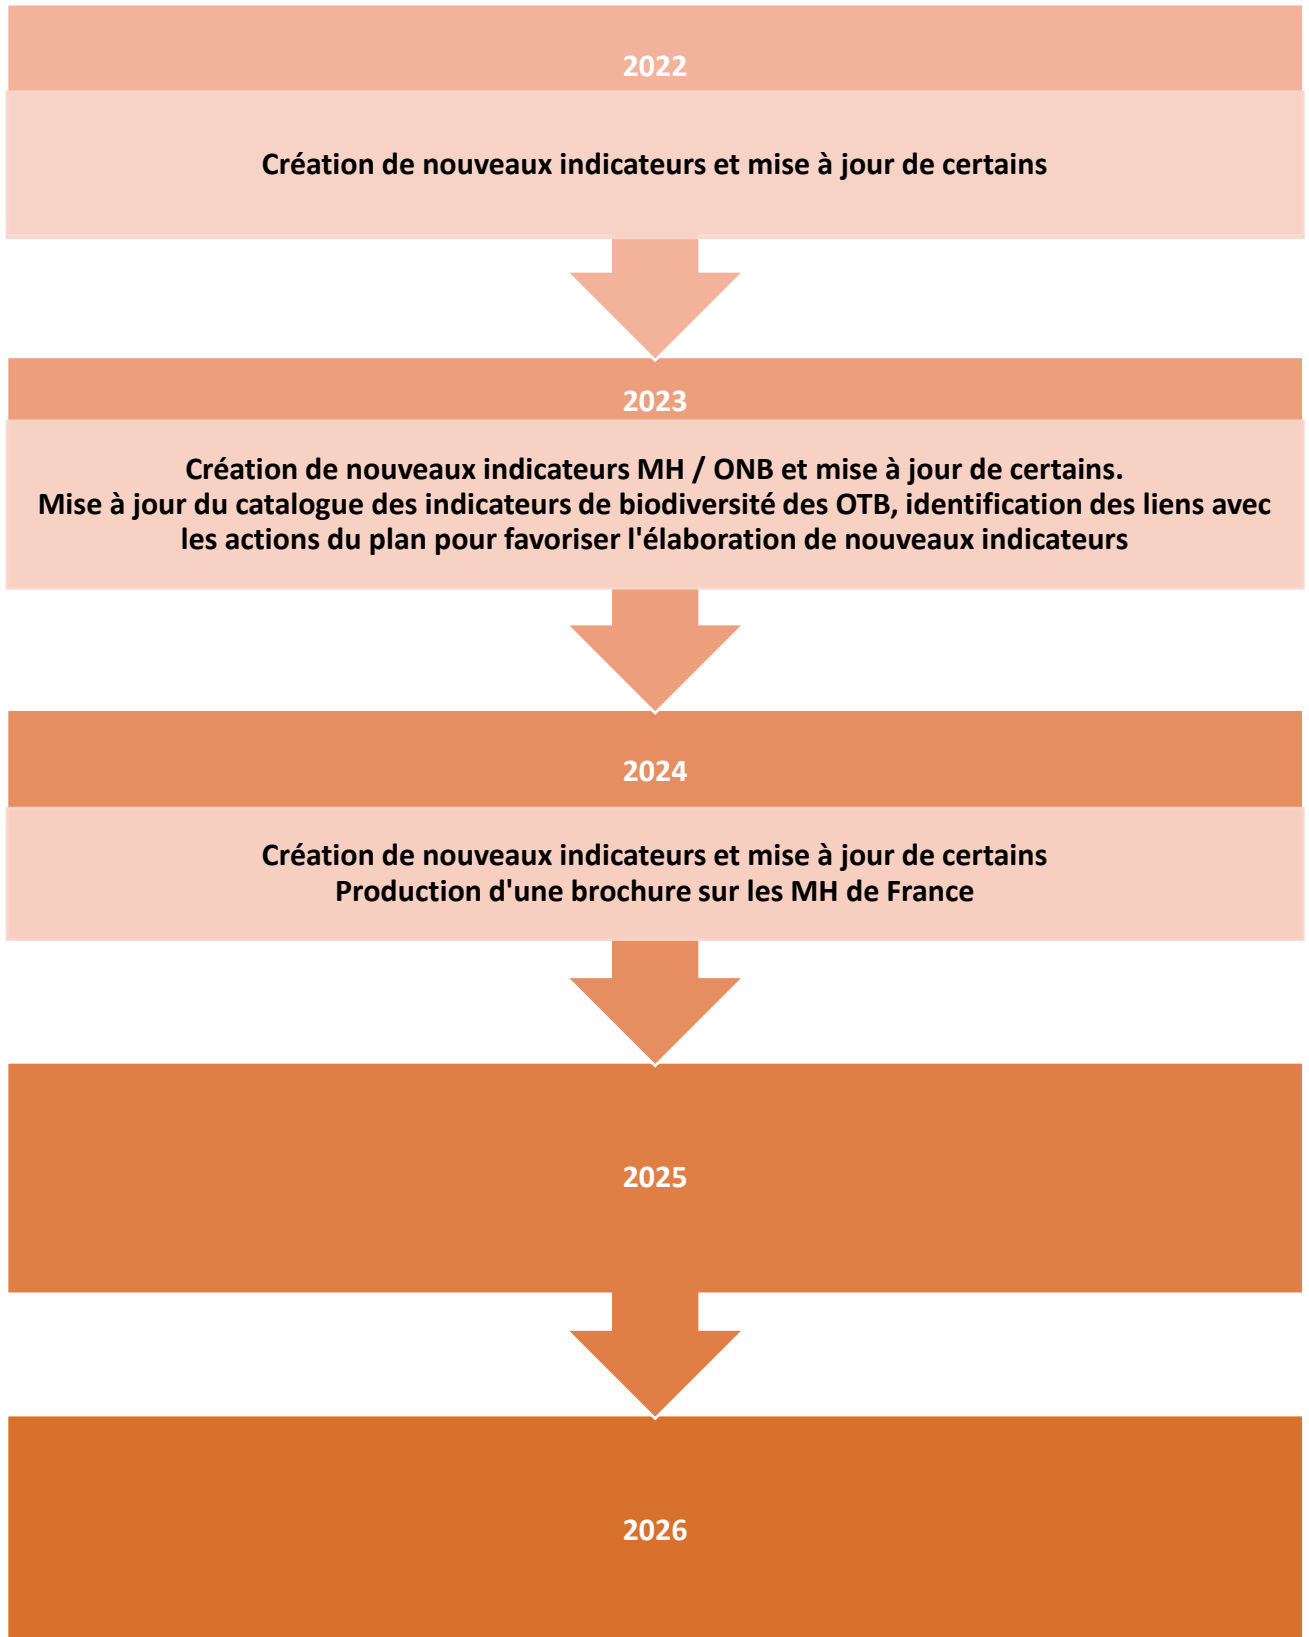 2022
Création de nouveaux indicateurs et mise à jour de certains
2023
Création de nouveaux indicateurs MH / ONB et mise à jour de certains.
Mise à jour du catalogue des indicateurs de biodiversité des OTB, identification des liens avec
les actions du plan pour favoriser l'élaboration de nouveaux indicateurs
2024
Création de nouveaux indicateurs et mise à jour de certains
Production d'une brochure sur les MH de France
2025
2026